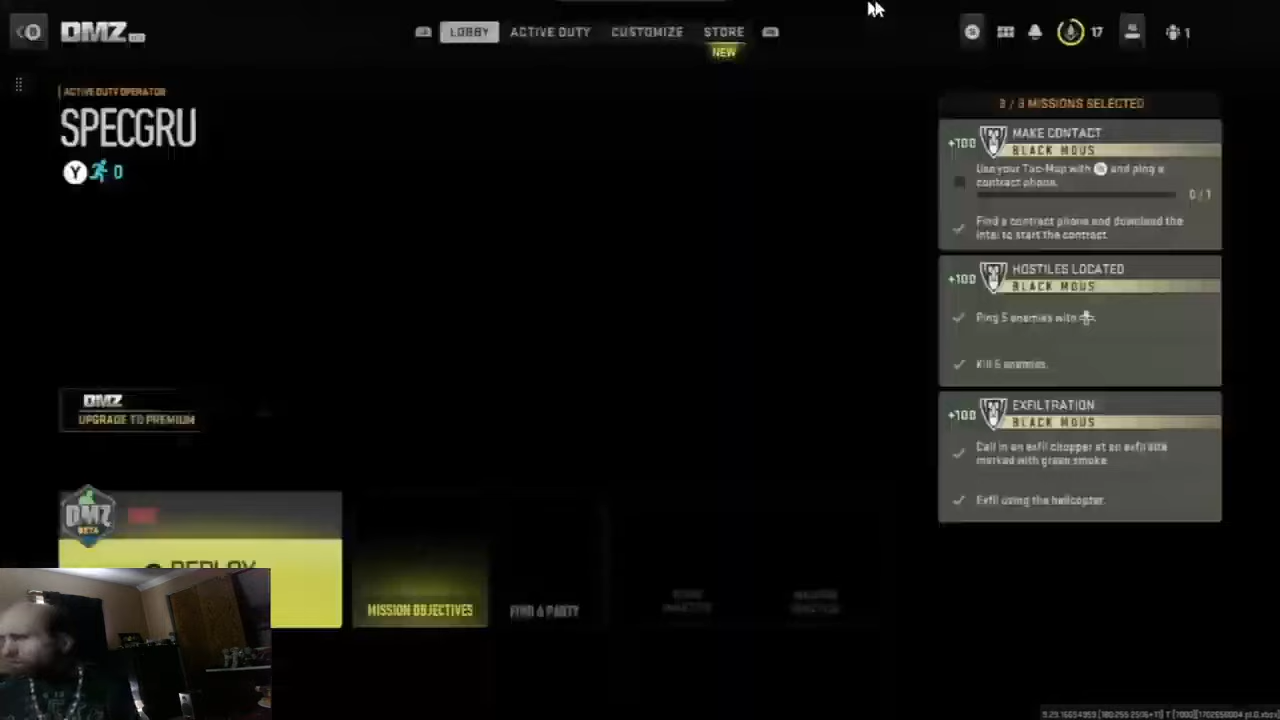 DMZ
LOBBY
ACTIVE DUTY
CUSTOMIZE
STORE
NEW
17
1
ACTIVE DUTY OPERATOR
SPECGRU
Y 0
3 / 3 MISSIONS SELECTED
+100
MAKE CONTACT
BLACK MOUS
Use your Tac-Map with and ping a
contract phone.
0 / 1
Find a contract phone and download the
intel to start the contract.
+100
HOSTILES LOCATED
BLACK MOUS
Ping 5 enemies with
Kill 5 enemies.
+100
EXFILTRATION
BLACK MOUS
Call in an exfil chopper at an exfil site
marked with green smoke.
Exfil using the helicopter.
DMZ
UPGRADE TO PREMIUM
DMZ
BETA
DEPLOY
MISSION OBJECTIVES
FIND A PARTY